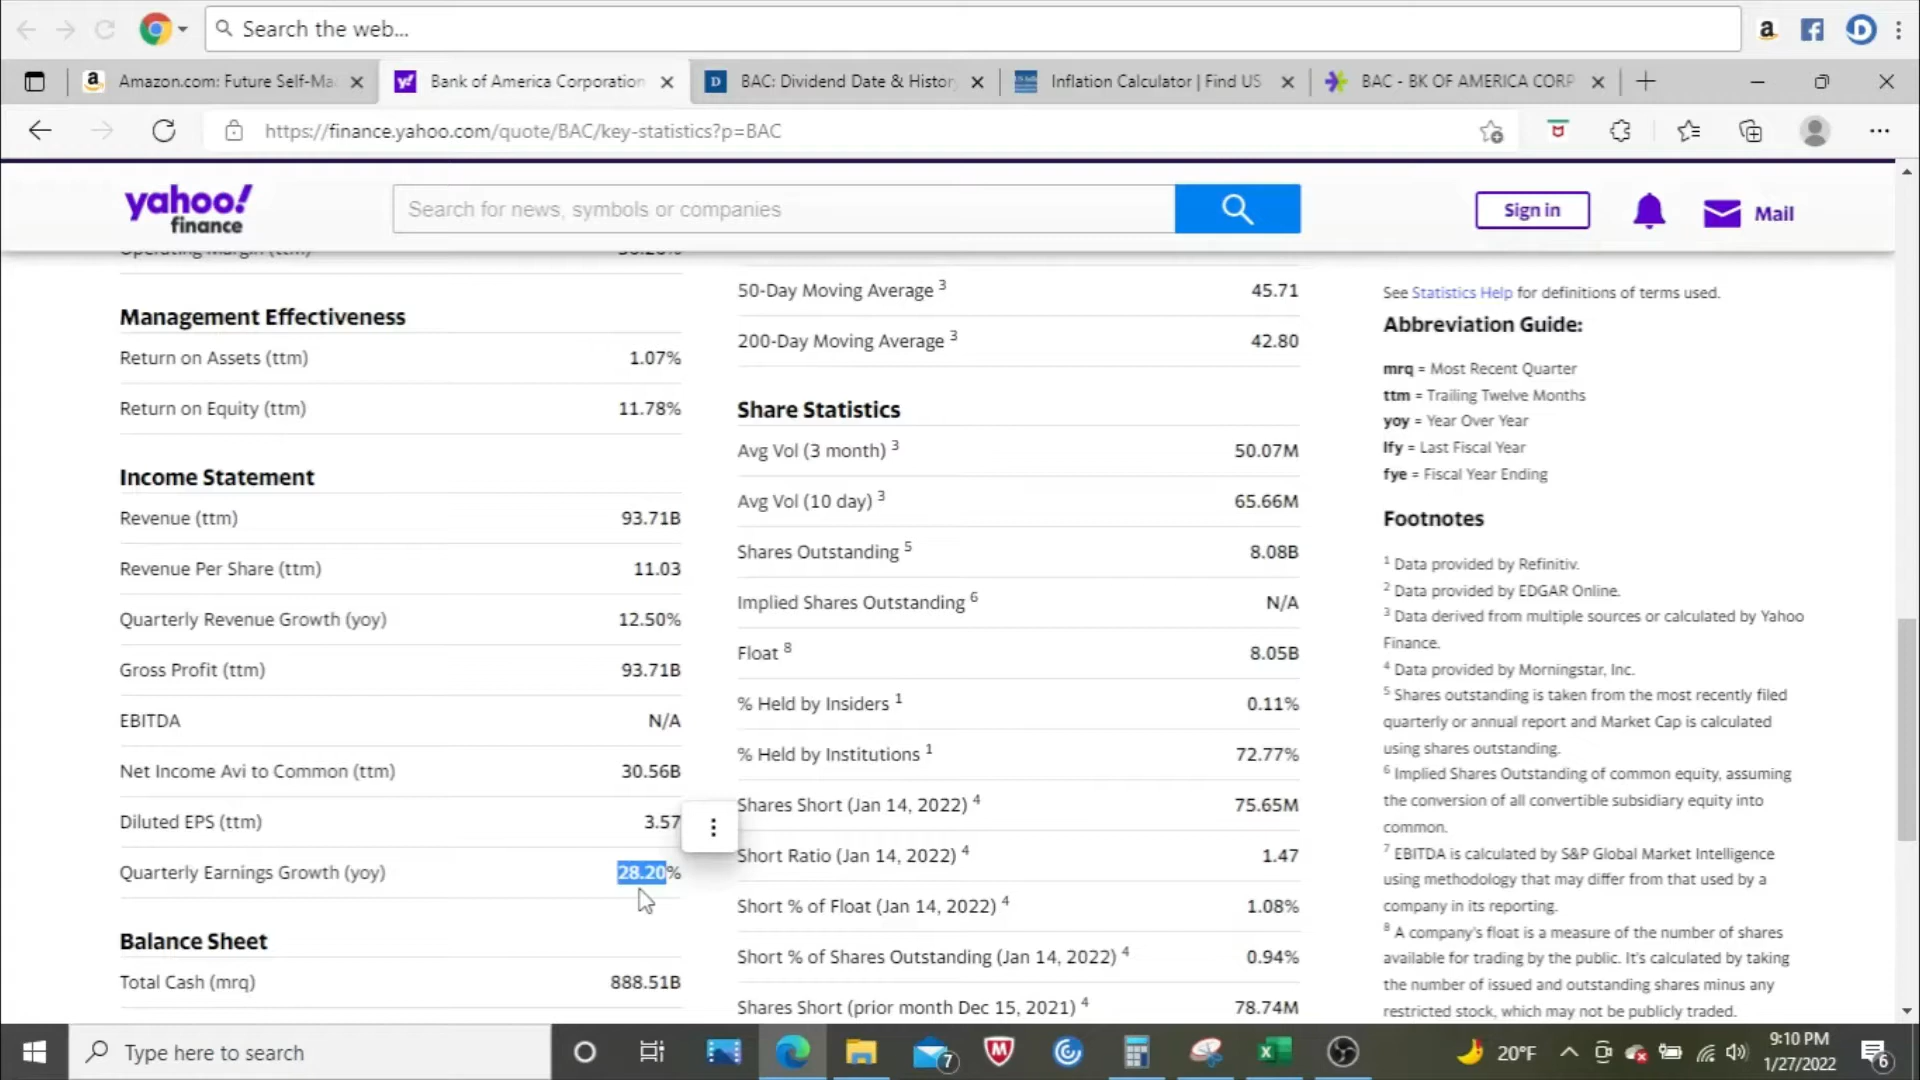 Search the web...
Amazon.com: Future Self-Ma
Bank of America Corporation
BAC: Dividend Date & Histor
Inflation Calculator | Find US
BAC - BK OF AMERICA CORP
https://finance.yahoo.com/quote/BAC/key-statistics?p=BAC
yahoo!
finance
Search for news, symbols or companies
Sign in
Mail
Operating Margin (ttm)
Management Effectiveness
Return on Assets (ttm) 1.07%
Return on Equity (ttm) 11.78%
Income Statement
Revenue (ttm) 93.71B
Revenue Per Share (ttm) 11.03
Quarterly Revenue Growth (yoy) 12.50%
Gross Profit (ttm) 93.71B
EBITDA N/A
Net Income Avi to Common (ttm) 30.56B
Diluted EPS (ttm) 3.57
Quarterly Earnings Growth (yoy) 28.20%
Balance Sheet
Total Cash (mrq) 888.51B
50-Day Moving Average 3 45.71
200-Day Moving Average 3 42.80
Share Statistics
Avg Vol (3 month) 3 50.07M
Avg Vol (10 day) 3 65.66M
Shares Outstanding 5 8.08B
Implied Shares Outstanding 6 N/A
Float 8 8.05B
% Held by Insiders 1 0.11%
% Held by Institutions 1 72.77%
Shares Short (Jan 14, 2022) 4 75.65M
Short Ratio (Jan 14, 2022) 4 1.47
Short % of Float (Jan 14, 2022) 4 1.08%
Short % of Shares Outstanding (Jan 14, 2022) 4 0.94%
Shares Short (prior month Dec 15, 2021) 4 78.74M
See Statistics Help for definitions of terms used.
Abbreviation Guide:
mrq = Most Recent Quarter
ttm = Trailing Twelve Months
yoy = Year Over Year
lfy = Last Fiscal Year
fye = Fiscal Year Ending
Footnotes
1 Data provided by Refinitiv.
2 Data provided by EDGAR Online.
3 Data derived from multiple sources or calculated by Yahoo
Finance.
4 Data provided by Morningstar, Inc.
5 Shares outstanding is taken from the most recently filed
quarterly or annual report and Market Cap is calculated
using shares outstanding.
6 Implied Shares Outstanding of common equity, assuming
the conversion of all convertible subsidiary equity into
common.
7 EBITDA is calculated by S&P Global Market Intelligence
using methodology that may differ from that used by a
company in its reporting.
8 A company's float is a measure of the number of shares
available for trading by the public. It's calculated by taking
the number of issued and outstanding shares minus any
restricted stock, which may not be publicly traded.
Type here to search
7
20°F
9:10 PM
1/27/2022
6